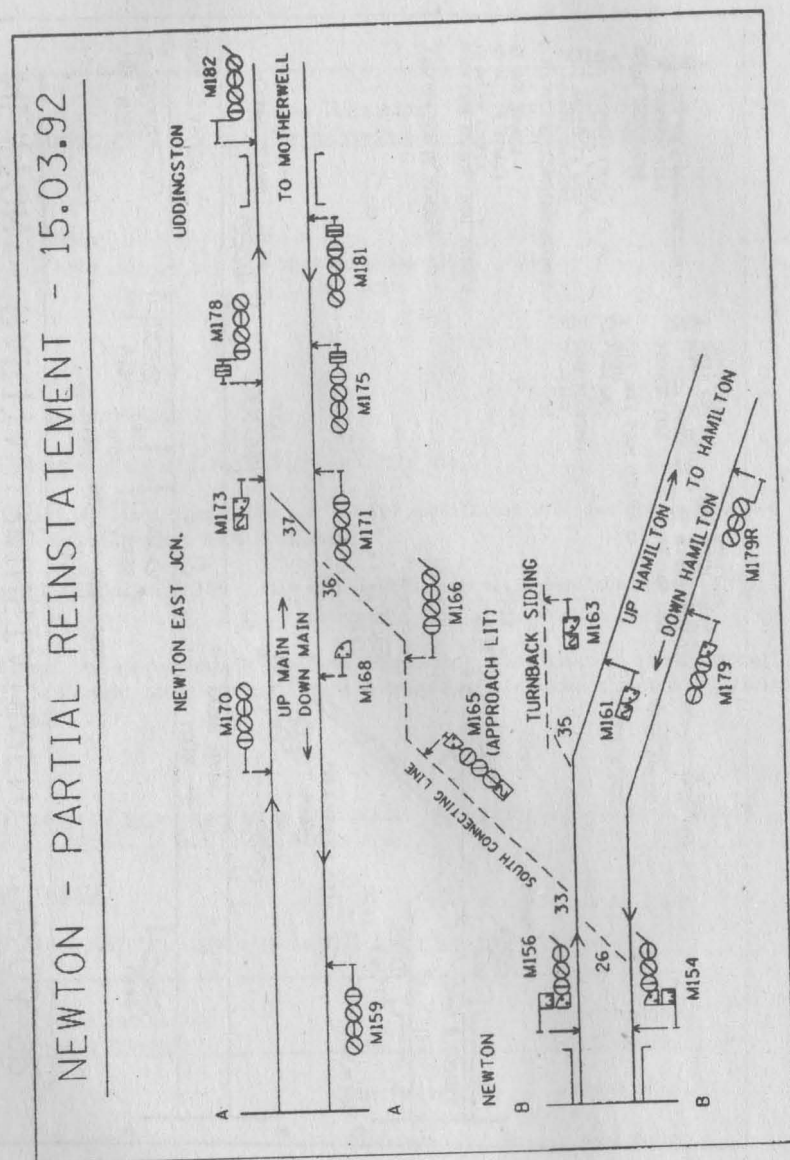 NEWTON - PARTIAL REINSTATEMENT - 15.03.92
UDDINGSTON
M182
M178
TO MOTHERWELL
M181
M175
NEWTON EAST JCN.
M173
37
M171
36
M170
UP MAIN
DOWN MAIN
M168
M166
M159
A
A
M165
(APPROACH LIT)
SOUTH CONNECTING LINE
TURNBACK SIDING
M163
35
M161
UP HAMILTON
DOWN HAMILTON
TO HAMILTON
M179R
M179
33
26
M156
M154
NEWTON
B
B